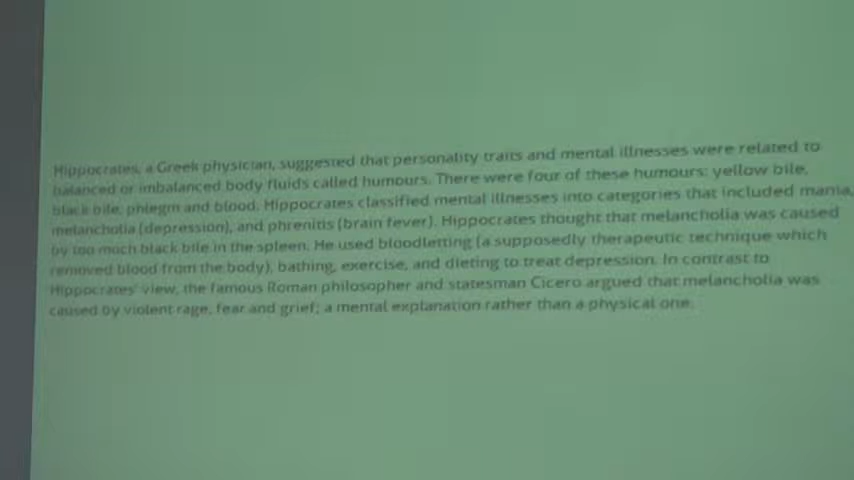 Hippocrates, a Greek physician, suggested that personality traits and mental illnesses were related to
balanced or imbalanced body fluids called humours. There were four of these humours: yellow bile,
black bile, phlegm and blood. Hippocrates classified mental illnesses into categories that included mania,
melancholia (depression), and phrenitis (brain fever). Hippocrates thought that melancholia was caused
by too much black bile in the spleen. He used bloodletting (a supposedly therapeutic technique which
removed blood from the body), bathing, exercise, and dieting to treat depression. In contrast to
Hippocrates' view, the famous Roman philosopher and statesman Cicero argued that melancholia was
caused by violent rage, fear and grief; a mental explanation rather than a physical one.